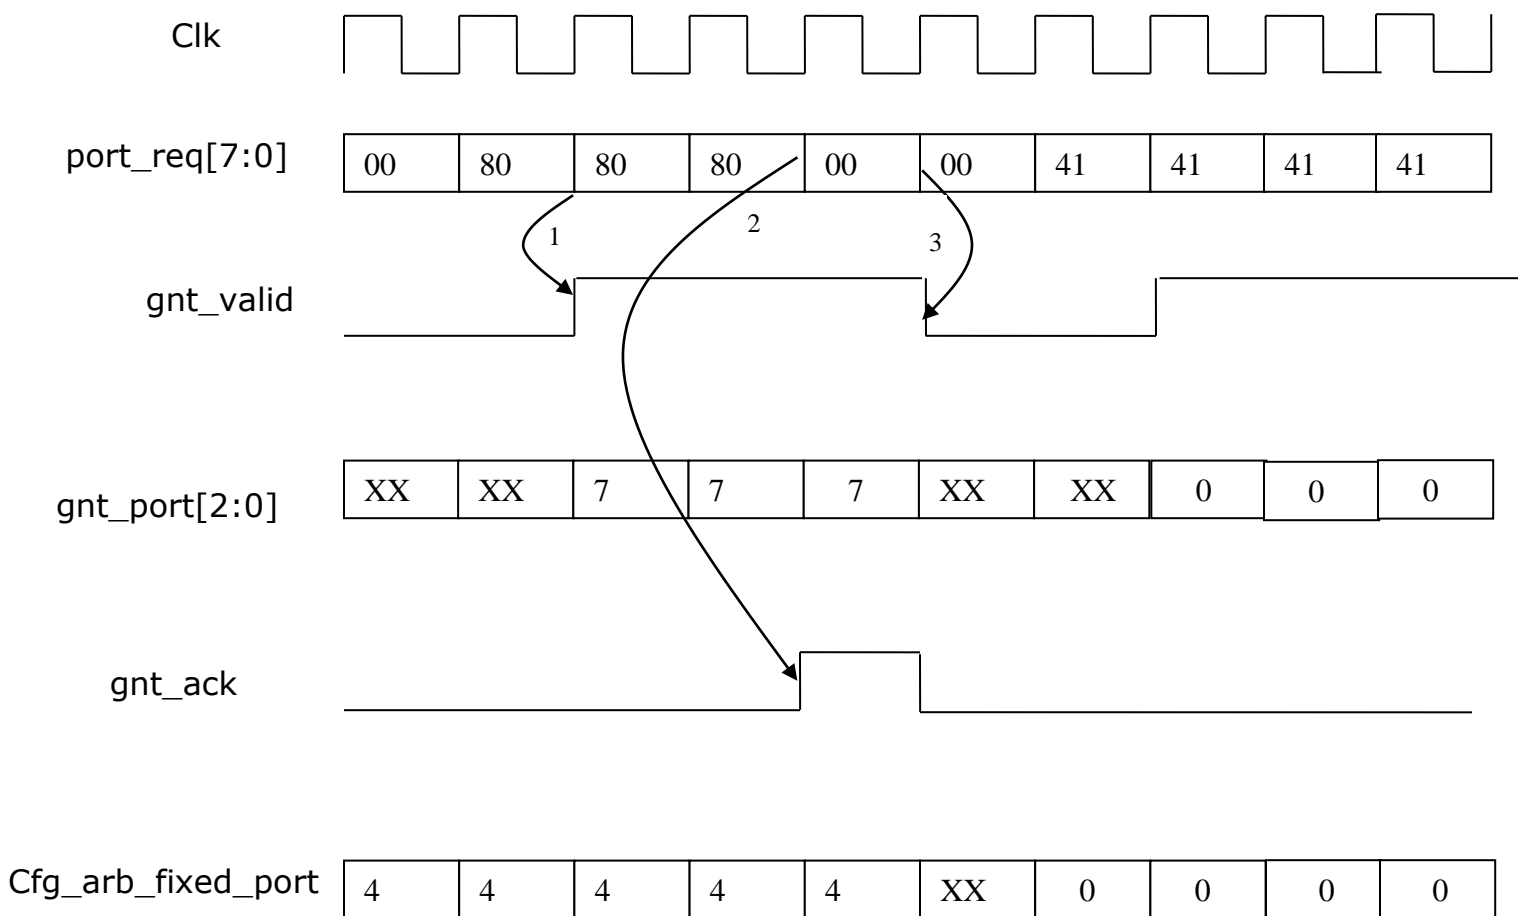 Clk
port_req[7:0] 00 80 80 80 00 00 41 41 41 41
1 2 3
gnt_valid
gnt_port[2:0] XX XX 7 7 7 XX XX 0 0 0
gnt_ack
Cfg_arb_fixed_port 4 4 4 4 4 XX 0 0 0 0